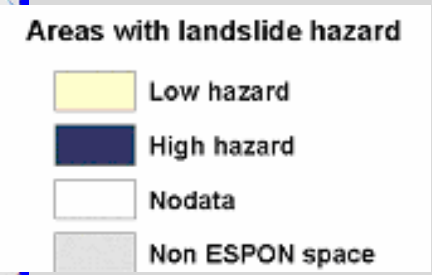 Areas with landslide hazard
Low hazard
High hazard
Nodata
Non ESPON space